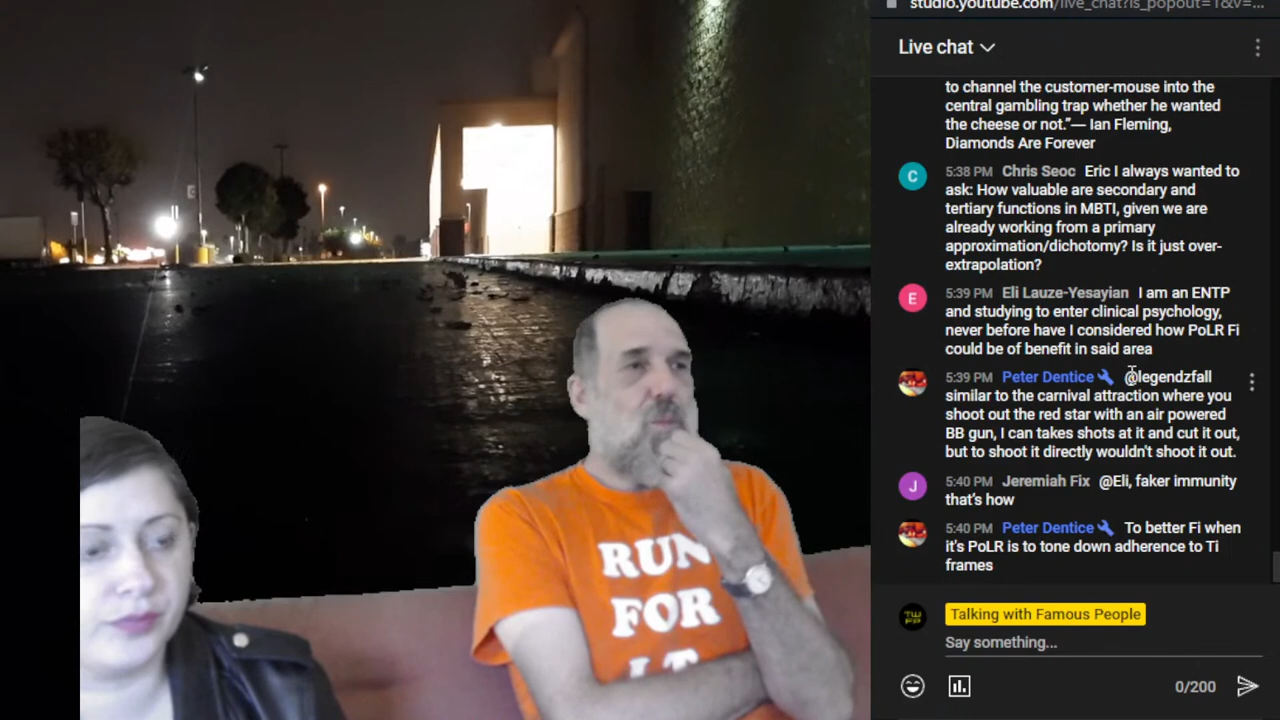 studio.youtube.com/live_chat?is_popout=1&v=...
Live chat
to channel the customer-mouse into the
central gambling trap whether he wanted
the cheese or not."— Ian Fleming,
Diamonds Are Forever
C
5:38 PM Chris Seoc Eric I always wanted to
ask: How valuable are secondary and
tertiary functions in MBTI, given we are
already working from a primary
approximation/dichotomy? Is it just over-
extrapolation?
E
5:39 PM Eli Lauze-Yesayian I am an ENTP
and studying to enter clinical psychology,
never before have I considered how PoLR Fi
could be of benefit in said area
5:39 PM Peter Dentice @legendzfall
similar to the carnival attraction where you
shoot out the red star with an air powered
BB gun, I can takes shots at it and cut it out,
but to shoot it directly wouldn't shoot it out.
J
5:40 PM Jeremiah Fix @Eli, faker immunity
that's how
5:40 PM Peter Dentice To better Fi when
it's PoLR is to tone down adherence to Ti
frames
TW
FP
Talking with Famous People
Say something...
0/200
RUN
FOR
I.T.